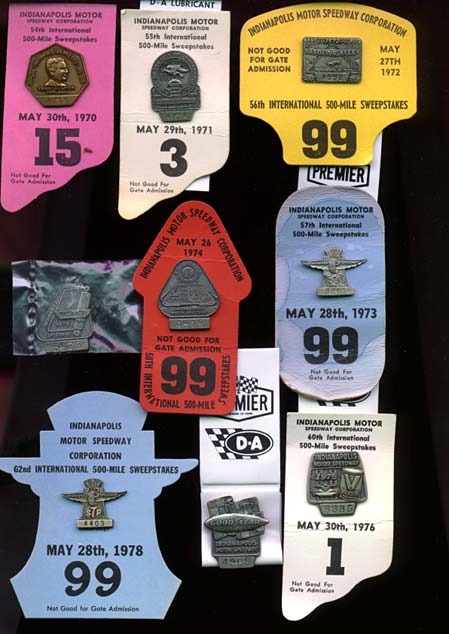 INDIANAPOLIS MOTOR
SPEEDWAY CORPORATION
54th International
500-Mile Sweepstakes
MAY 30th, 1970
15
Not Good For
Gate Admission
D-A LUBRICANT
INDIANAPOLIS MOTOR
SPEEDWAY CORPORATION
55th International
500-Mile Sweepstakes
MAY 29th, 1971
3
Not Good For
Gate Admission
INDIANAPOLIS MOTOR SPEEDWAY CORPORATION
NOT GOOD
FOR GATE
ADMISSION
MAY
27TH
1972
56th INTERNATIONAL 500-MILE SWEEPSTAKES
99
PREMIER
INDIANAPOLIS MOTOR SPEEDWAY CORPORATION
MAY 26
1974
NOT GOOD FOR
GATE ADMISSION
99
58TH INTERNATIONAL 500-MILE SWEEPSTAKES
INDIANAPOLIS MOTOR
SPEEDWAY CORPORATION
57th International
500-Mile Sweepstakes
MAY 28th, 1973
99
Not Good For
Gate Admission
INDIANAPOLIS
MOTOR SPEEDWAY
CORPORATION
62nd INTERNATIONAL 500-MILE SWEEPSTAKES
STP
4403
MAY 28th, 1978
99
Not Good for Gate Admission
MIER
D-A
GOODYEAR
INDIANAPOLIS MOTOR
SPEEDWAY CORPORATION
60th International
500-Mile Sweepstakes
INDIANAPOLIS
MOTOR SPEEDWAY
1976
3385
MAY 30th, 1976
1
Not Good For
Gate Admission